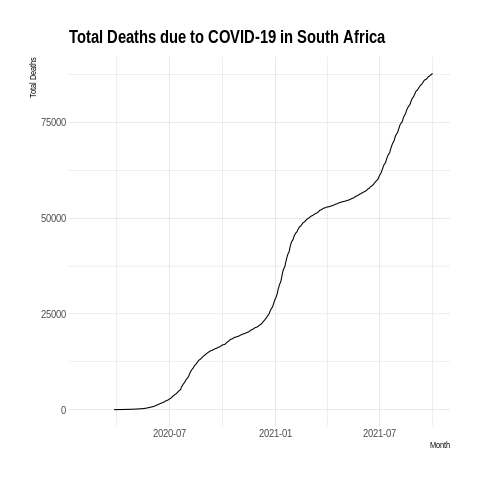 Total Deaths due to COVID-19 in South Africa
Total Deaths
75000
50000
25000
0
2020-07
2021-01
2021-07
Month